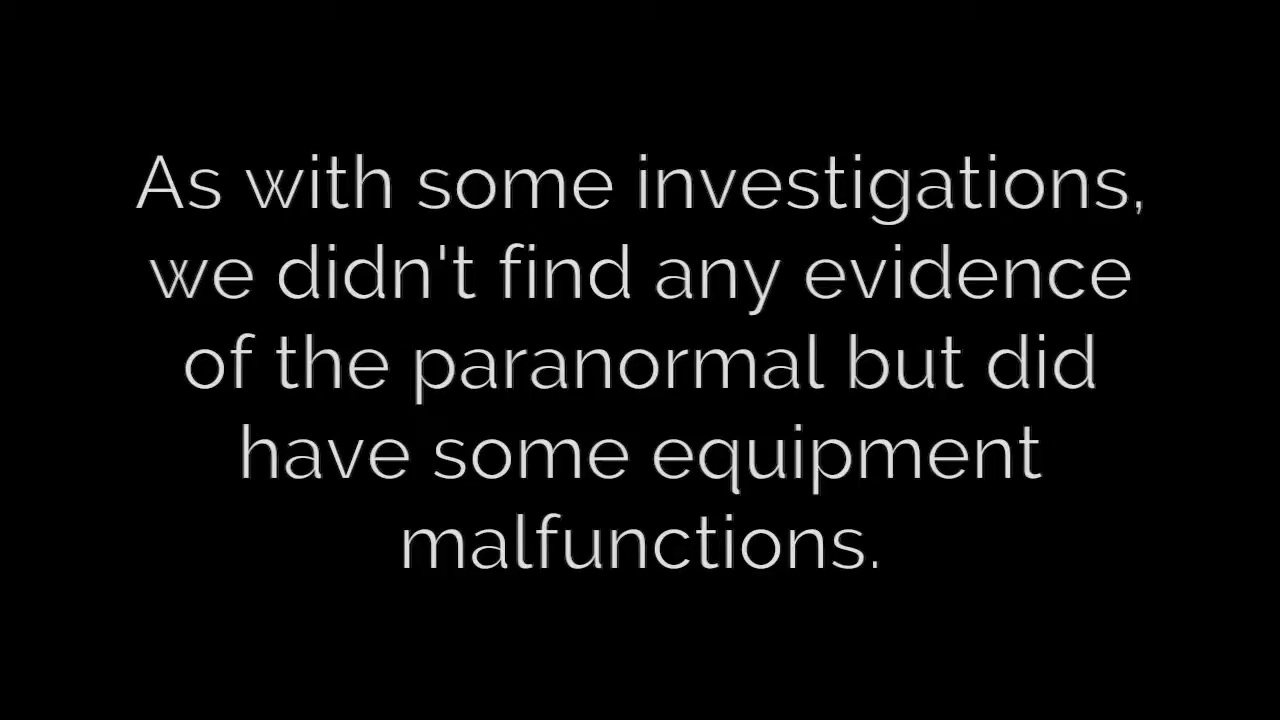 As with some investigations,
we didn't find any evidence
of the paranormal but did
have some equipment
malfunctions.